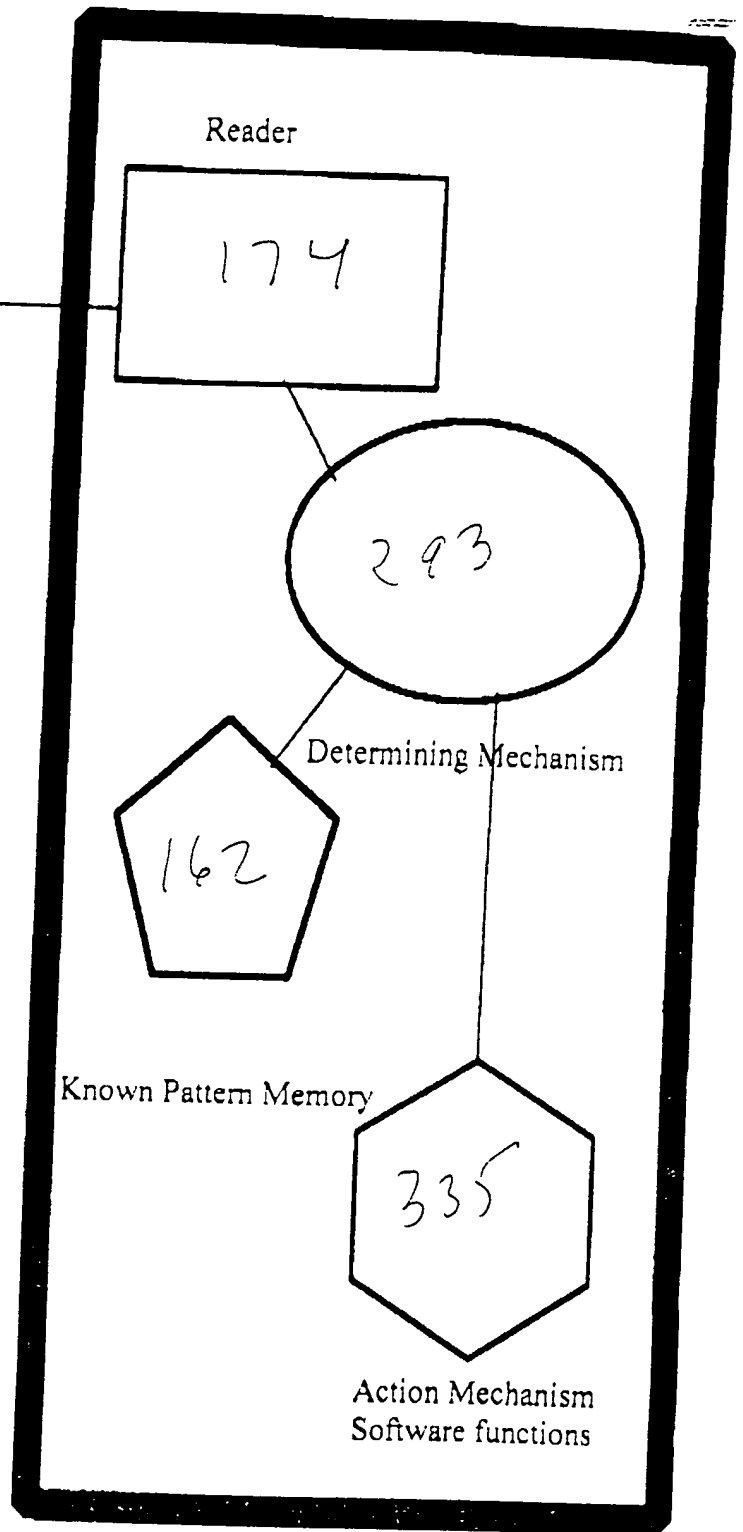 Reader
174
293
Determining Mechanism
162
Known Pattern Memory
335
Action Mechanism
Software functions